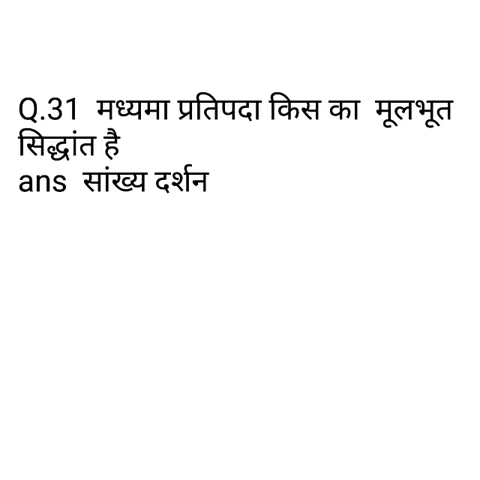 Q.31 मध्यमा प्रतिपदा किस का मूलभूत
सिद्धांत है
ans सांख्य दर्शन